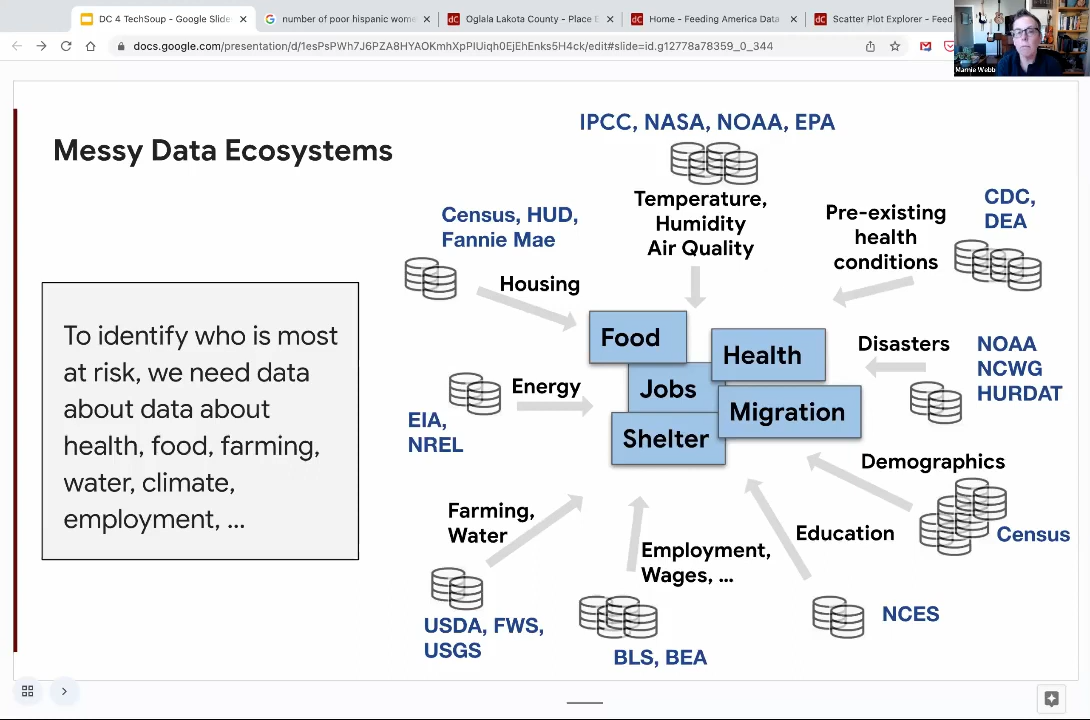 DC 4 TechSoup - Google Slide
number of poor hispanic wome
Oglala Lakota County - Place E
Home - Feeding America Data
Scatter Plot Explorer - Feed
docs.google.com/presentation/d/1esPsPWh7J6PZA8HYAOKmhXpPIUiqh0EjEhEnks5H4ck/edit#slide=id.g12778a78359_0_344
Marnie Webb
Messy Data Ecosystems
To identify who is most
at risk, we need data
about data about
health, food, farming,
water, climate,
employment, ...
IPCC, NASA, NOAA, EPA
Temperature,
Humidity
Air Quality
Census, HUD,
Fannie Mae
Housing
Pre-existing
health
conditions
CDC,
DEA
Food
Health
Jobs
Migration
Shelter
Disasters
NOAA
NCWG
HURDAT
Energy
EIA,
NREL
Demographics
Census
Farming,
Water
USDA, FWS,
USGS
Employment,
Wages, ...
BLS, BEA
Education
NCES